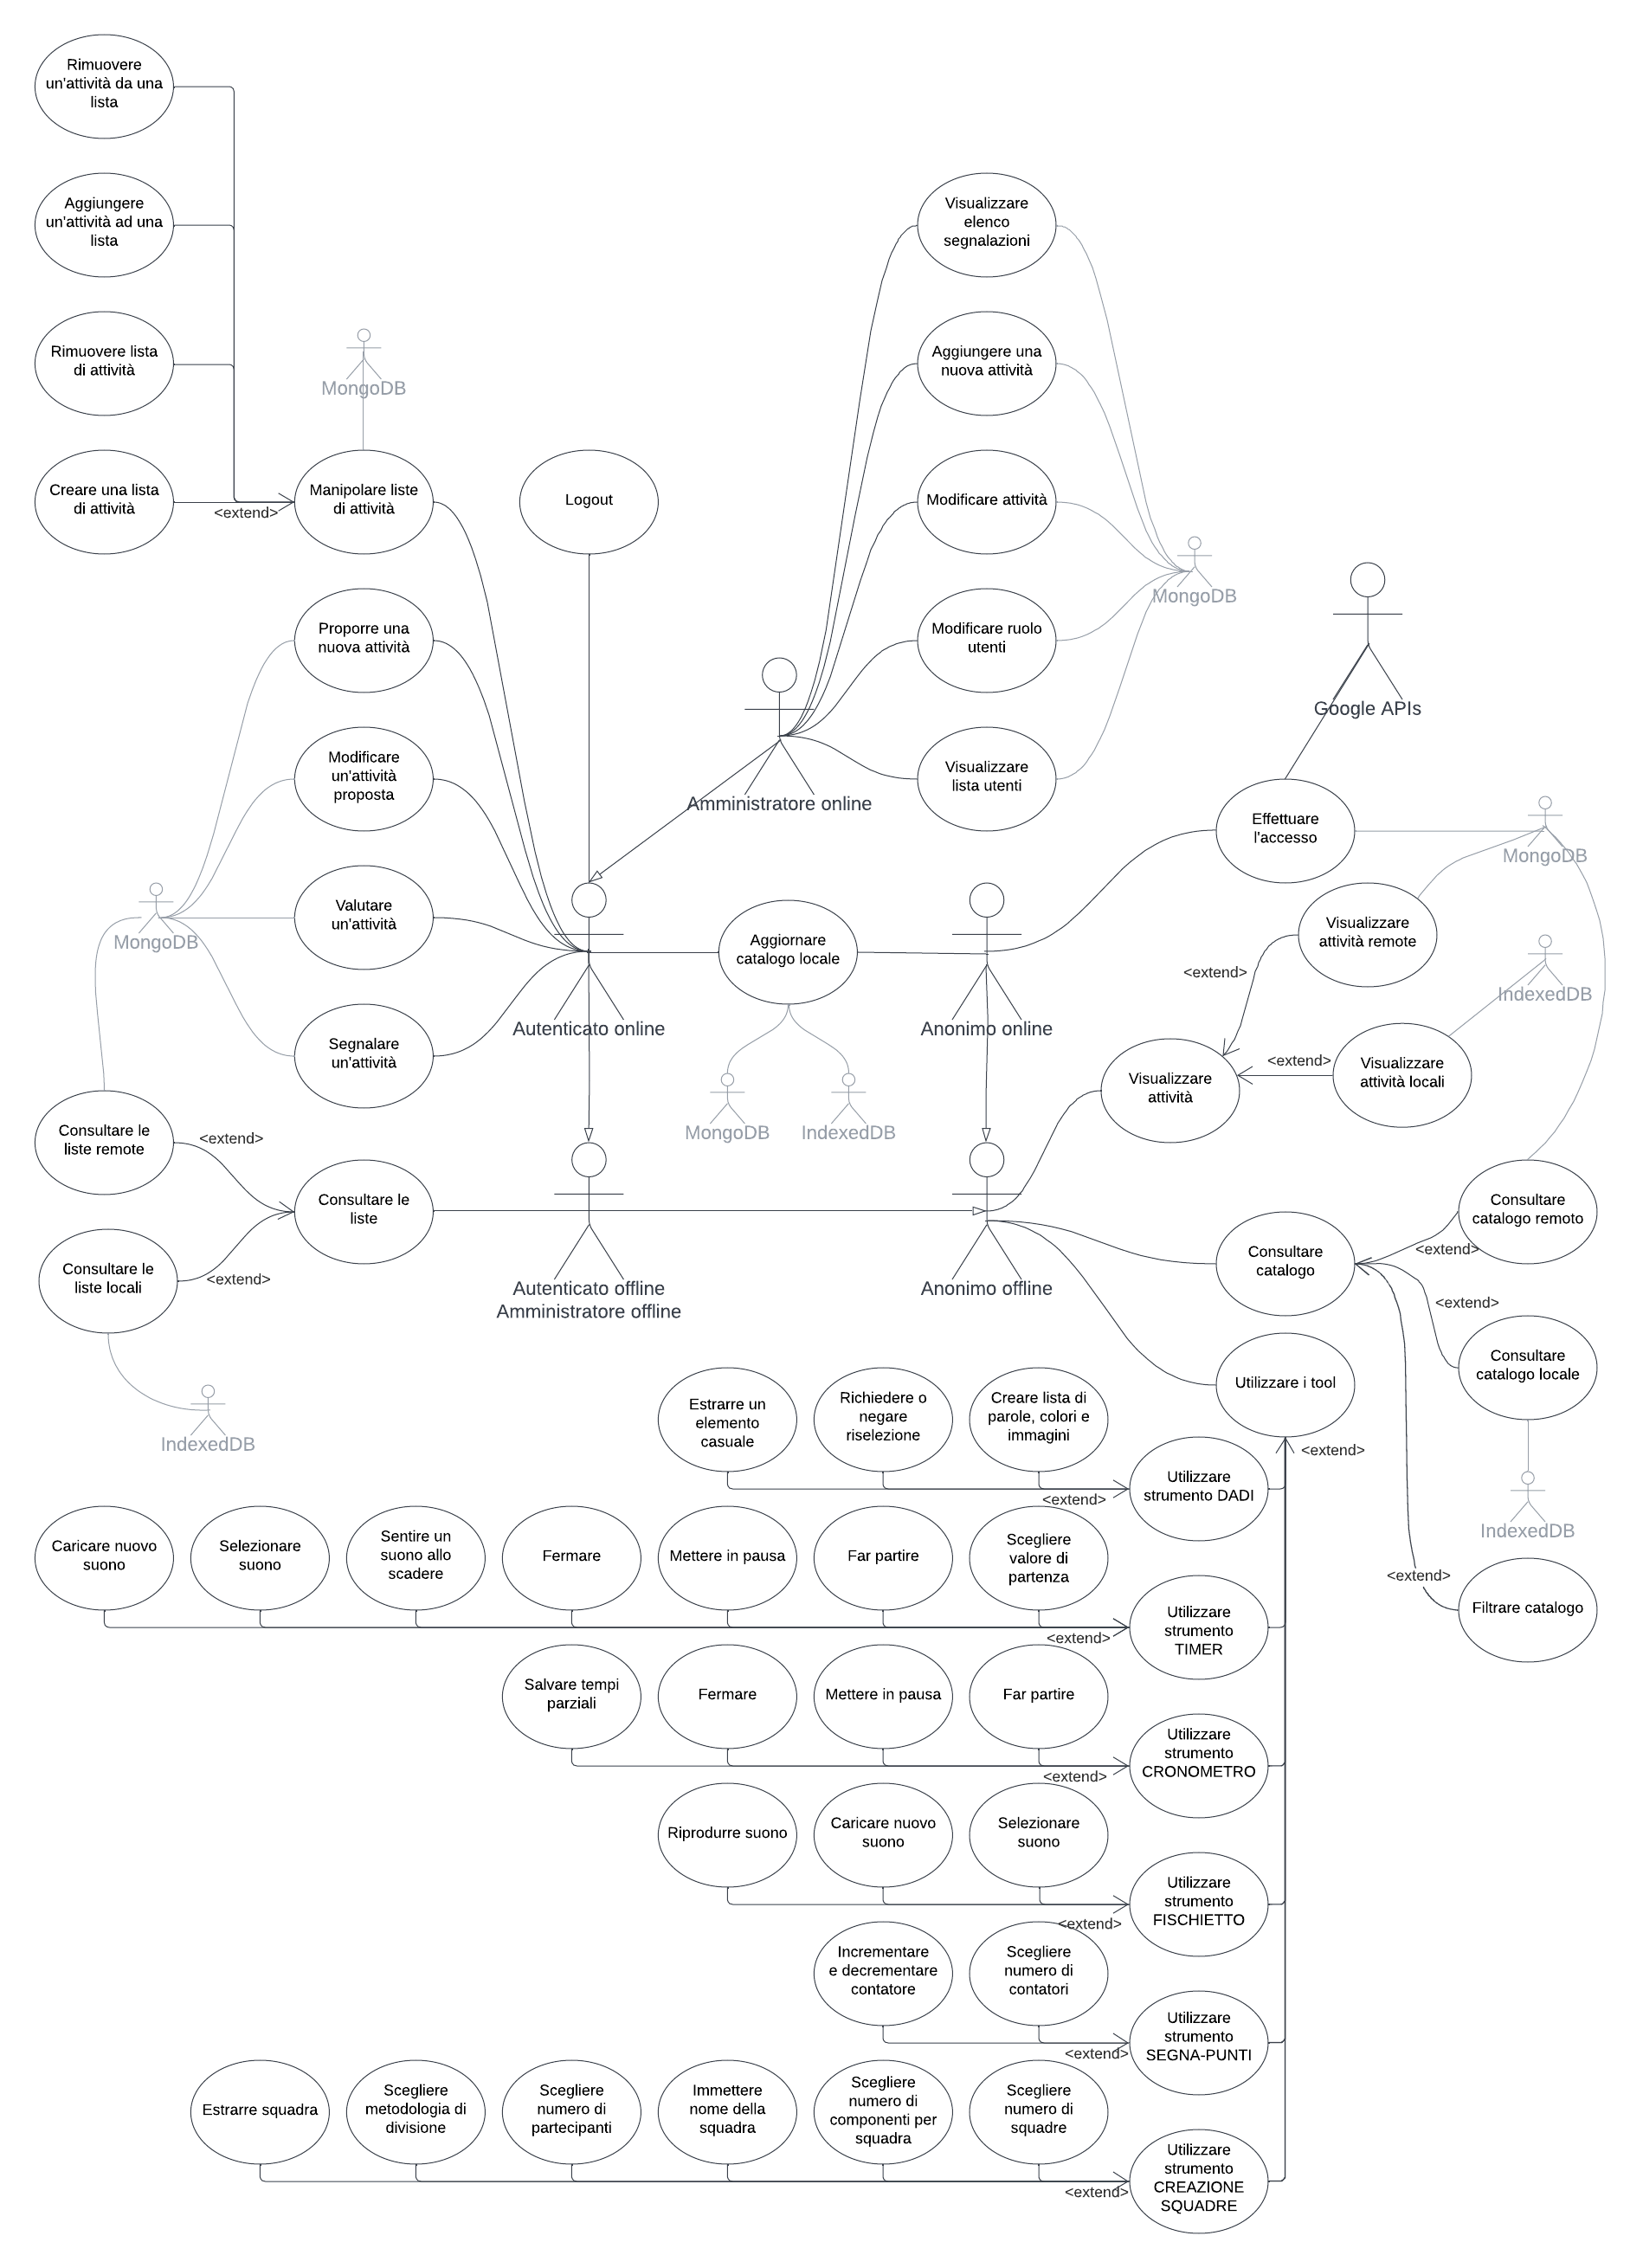 Rimuovere
un'attività da una
lista
Aggiungere
un'attività ad una
lista
Visualizzare
elenco
segnalazioni
Rimuovere lista
di attività
MongoDB
Aggiungere una
nuova attività
Creare una lista
di attività
<extend>
Manipolare liste
di attività
Logout
Modificare attività
MongoDB
Proporre una
nuova attività
Modificare ruolo
utenti
Google APIs
Modificare
un'attività
proposta
Amministratore online
Visualizzare
lista utenti
Effettuare
l'accesso
MongoDB
MongoDB
Valutare
un'attività
Aggiornare
catalogo locale
Visualizzare
attività remote
<extend>
IndexedDB
Autenticato online
Anonimo online
Segnalare
un'attività
Visualizzare
attività
<extend>
Visualizzare
attività locali
MongoDB
IndexedDB
Consultare le
liste remote
<extend>
Consultare le
liste
Consultare
catalogo remoto
Consultare le
liste locali
<extend>
Autenticato offline
Amministratore offline
Anonimo offline
Consultare
catalogo
<extend>
<extend>
Consultare
catalogo locale
Utilizzare i tool
IndexedDB
<extend>
Estrarre un
elemento
casuale
Richiedere o
negare
riselezione
Creare lista di
parole, colori e
immagini
<extend>
Utilizzare
strumento DADI
IndexedDB
Caricare nuovo
suono
Selezionare
suono
Sentire un
suono allo
scadere
Fermare
Mettere in pausa
Far partire
Scegliere
valore di
partenza
<extend>
Utilizzare
strumento
TIMER
<extend>
Filtrare catalogo
Salvare tempi
parziali
Fermare
Mettere in pausa
Far partire
<extend>
Utilizzare
strumento
CRONOMETRO
Riprodurre suono
Caricare nuovo
suono
Selezionare
suono
<extend>
Utilizzare
strumento
FISCHIETTO
Incrementare
e decrementare
contatore
Scegliere
numero di
contatori
<extend>
Utilizzare
strumento
SEGNA-PUNTI
Estrarre squadra
Scegliere
metodologia di
divisione
Scegliere
numero di
partecipanti
Immettere
nome della
squadra
Scegliere
numero di
componenti per
squadra
Scegliere
numero di
squadre
<extend>
Utilizzare
strumento
CREAZIONE
SQUADRE